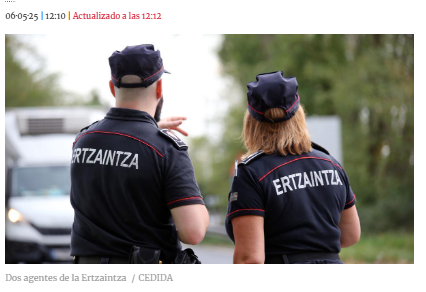 06·05·25 | 12:10 | Actualizado a las 12:12
ERTZAINTZA
ERTZAINTZA
Dos agentes de la Ertzaintza / CEDIDA